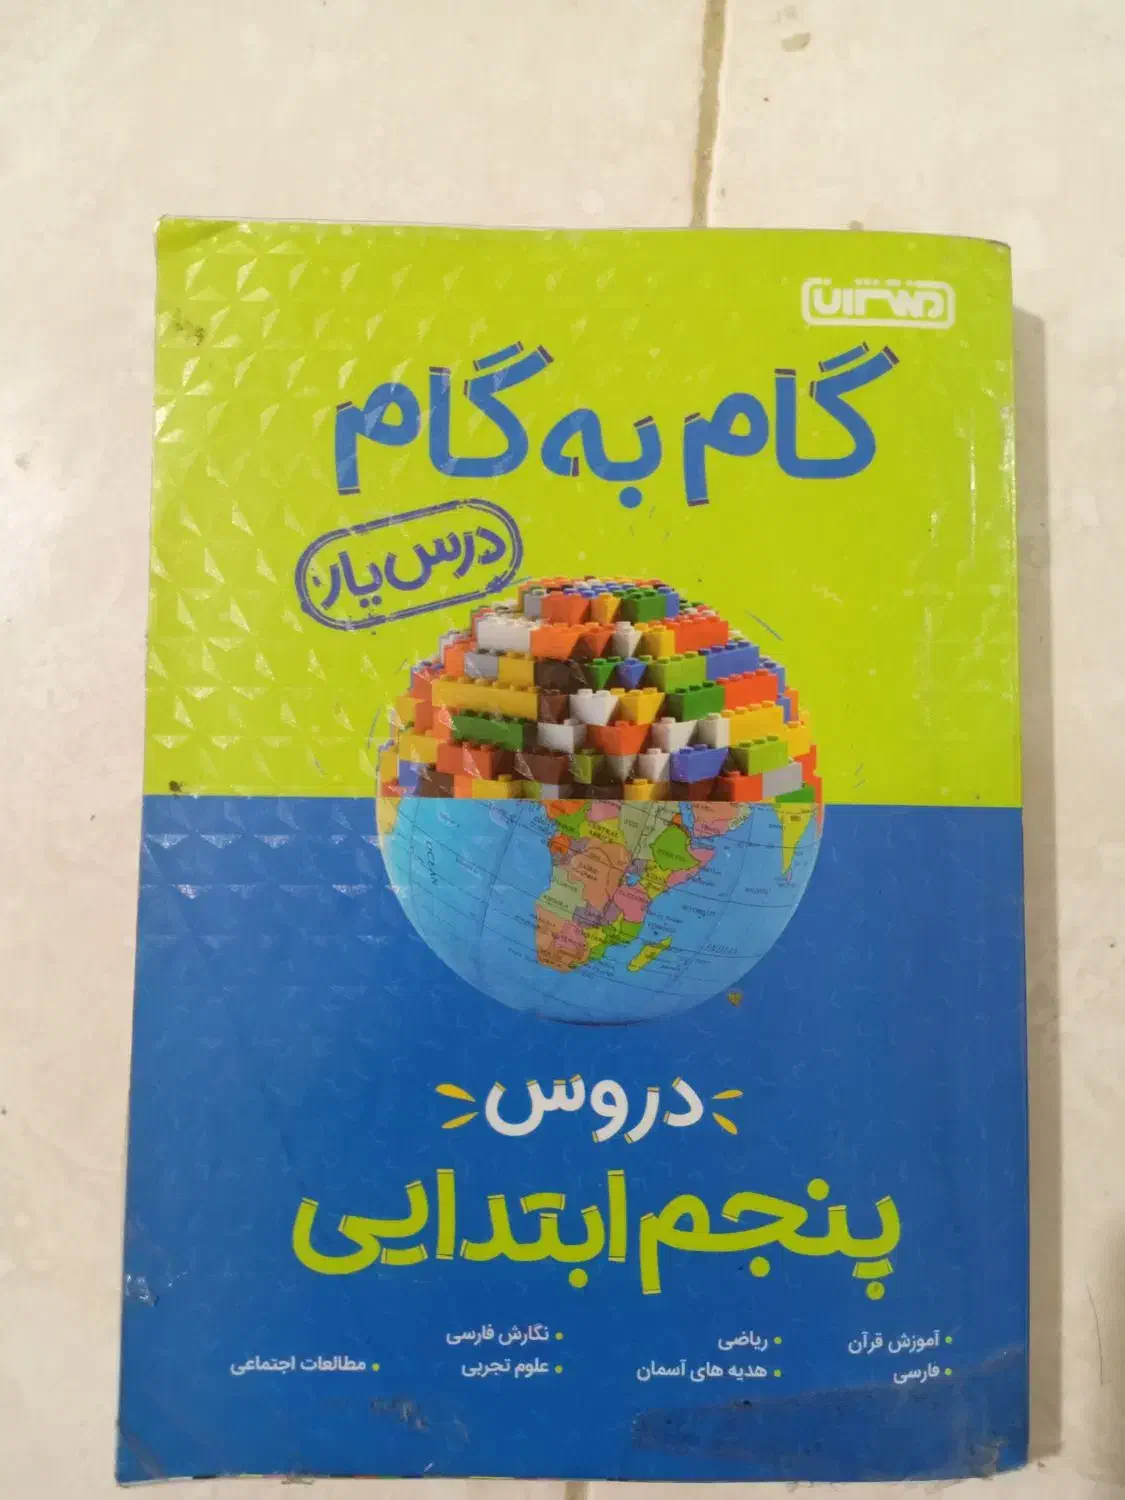 منتشران
گام به گام
درس یار
دروس
پنجم ابتدایی
• آموزش قرآن
• فارسی
• ریاضی
• هدیه های آسمان
• نگارش فارسی
• علوم تجربی
• مطالعات اجتماعی